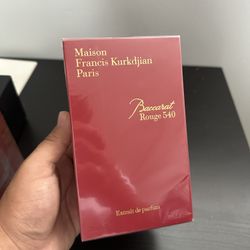 Maison
Francis Kurkdjian
Paris
Baccarat
Rouge 540
Extrait de parfum